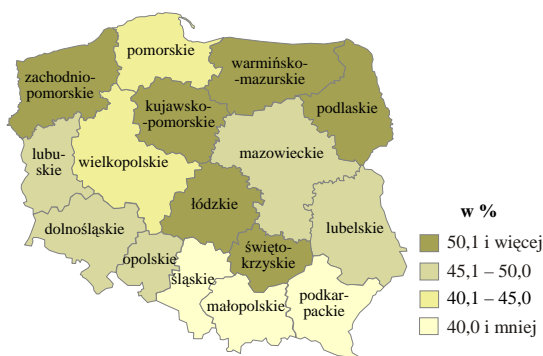 pomorskie
warmińsko-
-mazurskie
zachodnio-
pomorskie
kujawsko-
-pomorskie
podlaskie
lubu-
skie
wielkopolskie
mazowieckie
łódzkie
lubelskie
dolnośląskie
święto-
krzyskie
opolskie
śląskie
małopolskie
podkar-
packie
w %
50,1 i więcej
45,1 – 50,0
40,1 – 45,0
40,0 i mniej